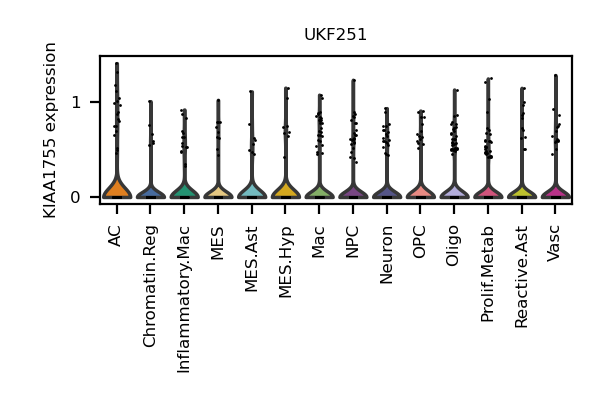 UKF251
KIAA1755 expression
1
0
AC
Chromatin.Reg
Inflammatory.Mac
MES
MES.Ast
MES.Hyp
Mac
NPC
Neuron
OPC
Oligo
Prolif.Metab
Reactive.Ast
Vasc